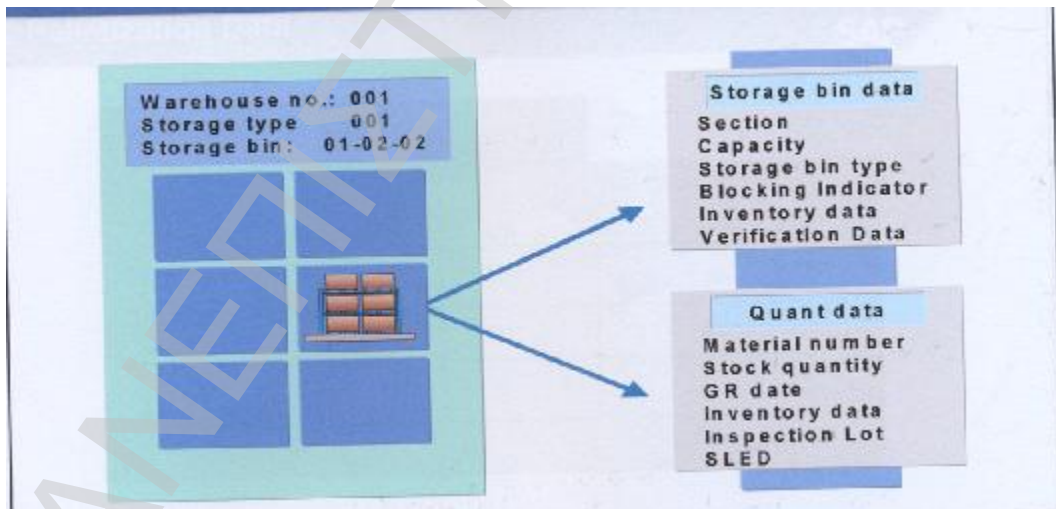 Warehouse no.: 001
Storage type 001
Storage bin: 01-02-02
Storage bin data
Section
Capacity
Storage bin type
Blocking Indicator
Inventory data
Verification Data
Quant data
Material number
Stock quantity
GR date
Inventory data
Inspection Lot
SLED